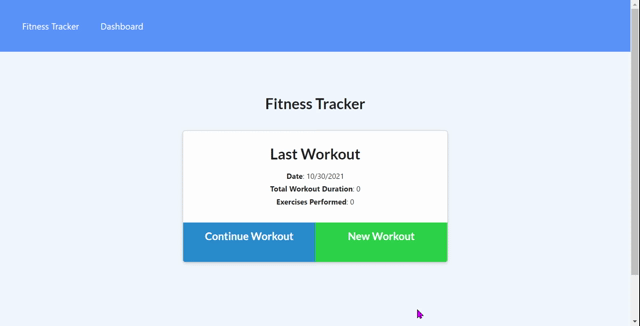 Fitness Tracker Dashboard
Fitness Tracker
Last Workout
Date: 10/30/2021
Total Workout Duration: 0
Exercises Performed: 0
Continue Workout New Workout